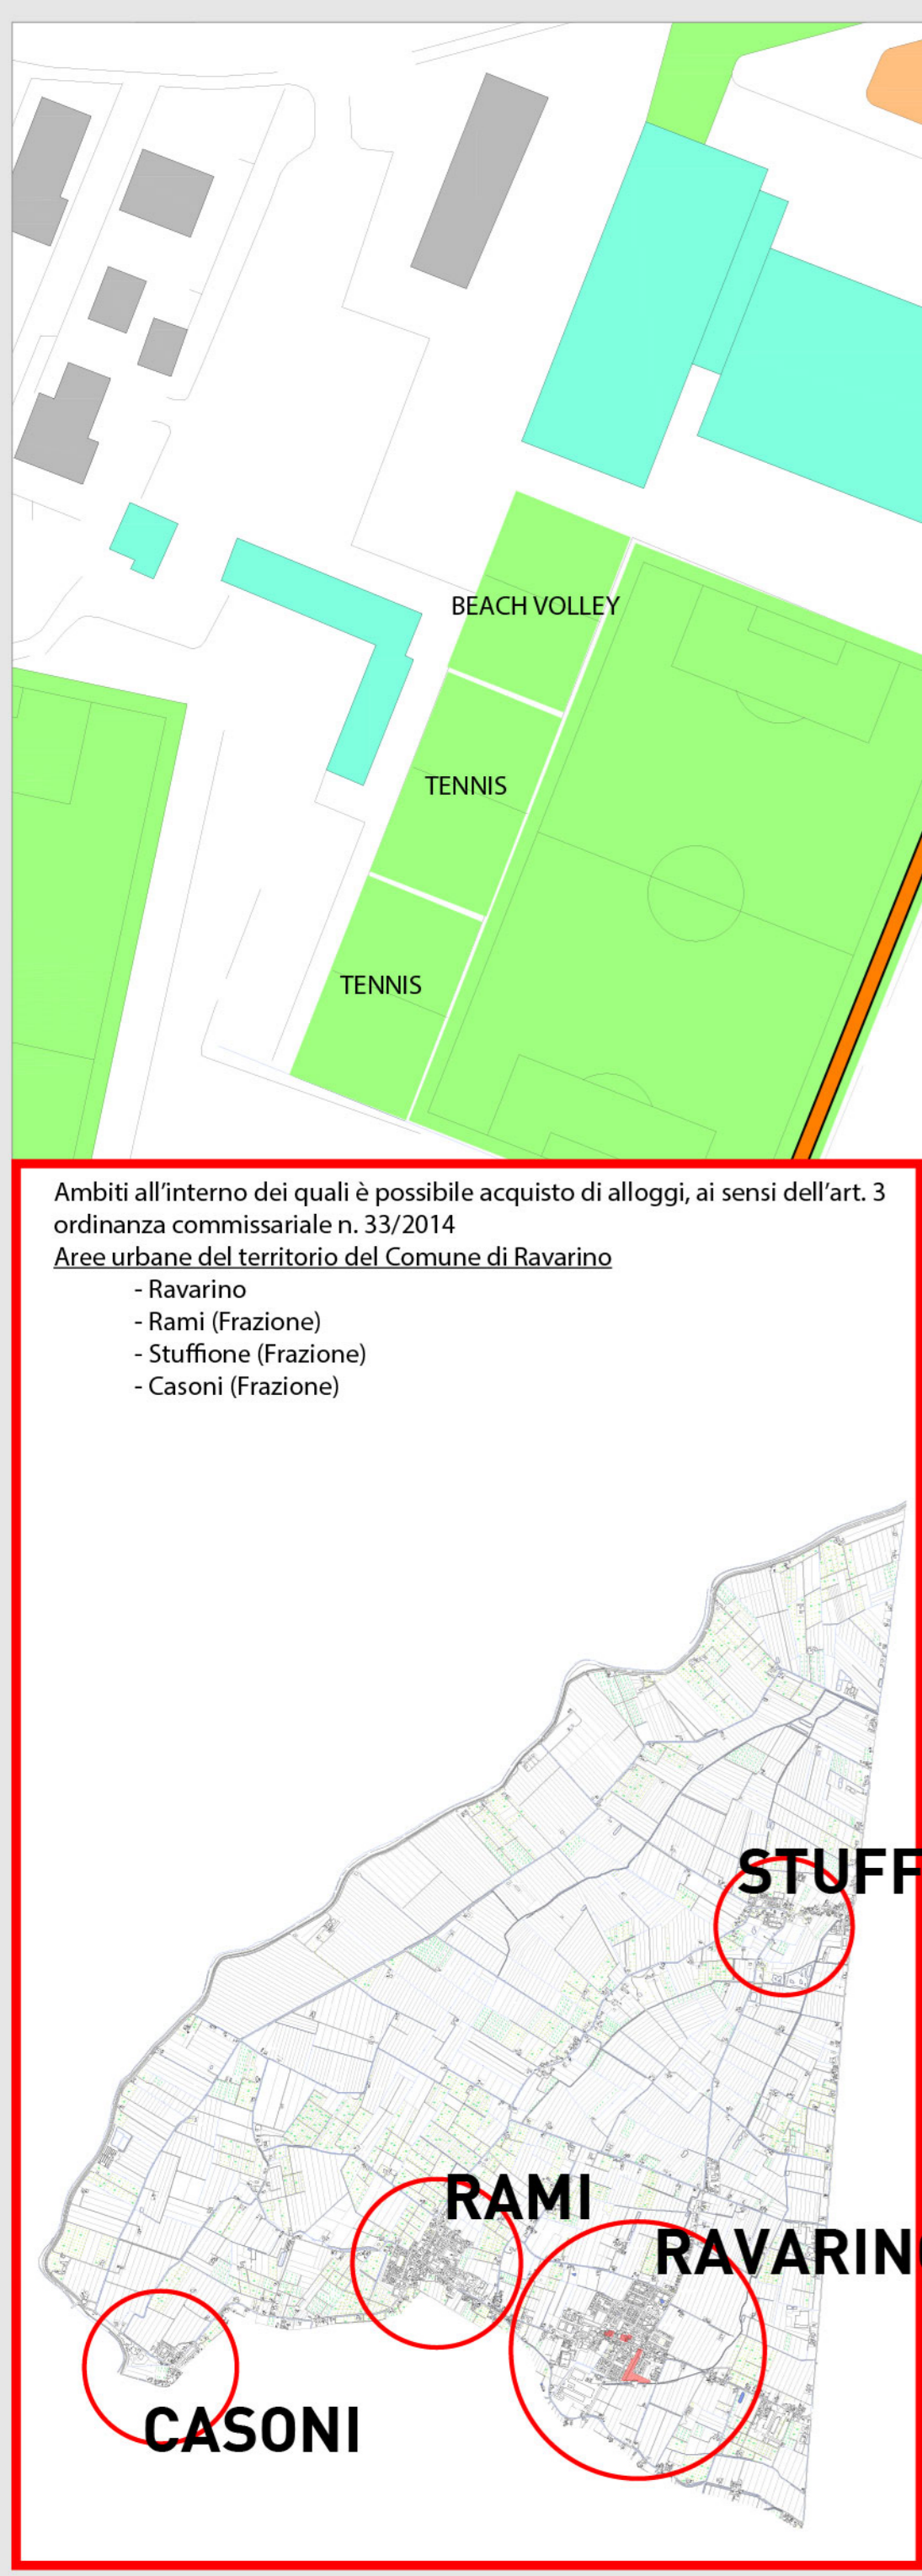 BEACH VOLLEY
TENNIS
TENNIS
Ambiti all'interno dei quali è possibile acquisto di alloggi, ai sensi dell'art. 3
ordinanza commissariale n. 33/2014
Aree urbane del territorio del Comune di Ravarino
- Ravarino
- Rami (Frazione)
- Stuffione (Frazione)
- Casoni (Frazione)
STUFF
RAMI
RAVARIN
CASONI